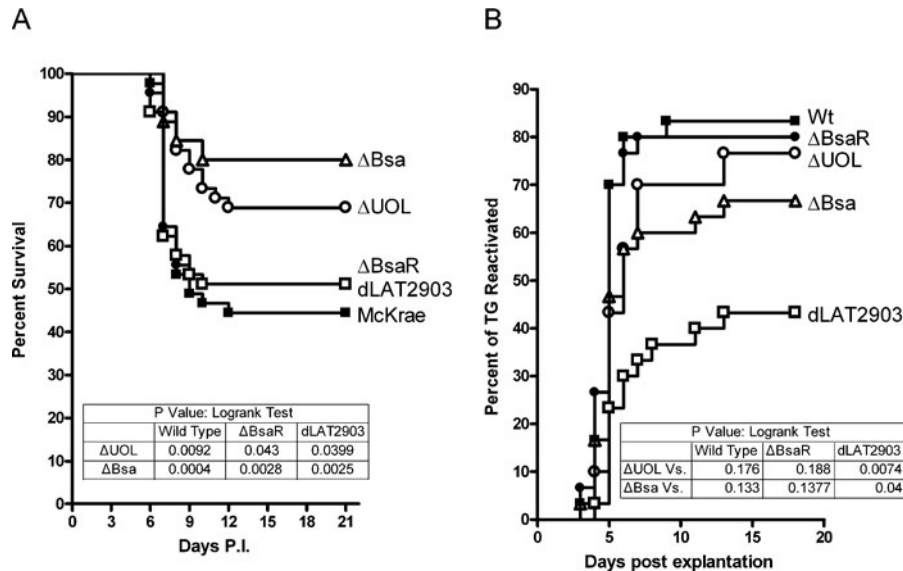 A
Percent Survival
100
90
80
70
60
50
40
30
20
10
0
ΔBsa
ΔUOL
ΔBsaR
dLAT2903
McKrae
P Value: Logrank Test
Wild Type ΔBsaR dLAT2903
ΔUOL 0.0092 0.043 0.0399
ΔBsa 0.0004 0.0028 0.0025
0 3 6 9 12 15 18 21
Days P.I.
B
Percent of TG Reactivated
90
80
70
60
50
40
30
20
10
0
Wt
ΔBsaR
ΔUOL
ΔBsa
dLAT2903
P Value: Logrank Test
Wild Type ΔBsaR dLAT2903
ΔUOL Vs. 0.176 0.188 0.0074
ΔBsa Vs. 0.133 0.1377 0.04
0 5 10 15 20
Days post explantation